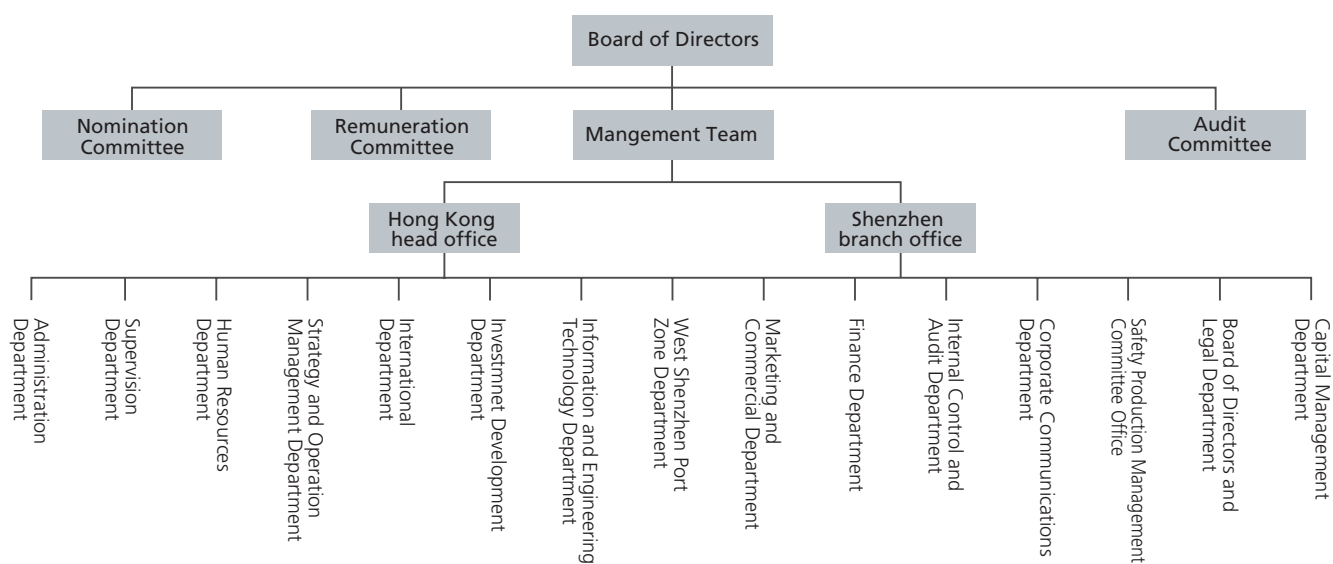 Board of Directors
Nomination
Committee
Remuneration
Committee
Mangement Team
Audit
Committee
Hong Kong
head office
Shenzhen
branch office
Administration
Department
Supervision
Department
Human Resources
Department
Strategy and Operation
Management Department
International
Department
Investmnet Development
Department
Information and Engineering
Technology Department
West Shenzhen Port
Zone Department
Marketing and
Commercial Department
Finance Department
Internal Control and
Audit Department
Corporate Communications
Department
Safety Production Management
Committee Office
Board of Directors and
Legal Department
Capital Management
Department